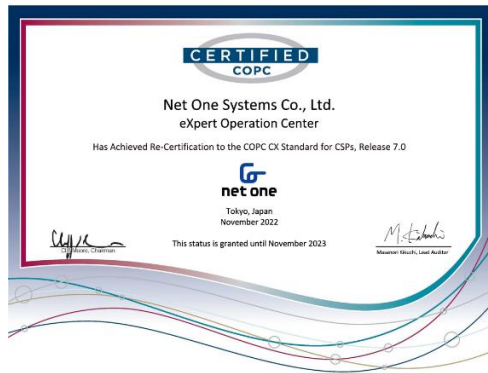 CERTIFIED
COPC
Net One Systems Co., Ltd.
eXpert Operation Center
Has Achieved Re-Certification to the COPC CX Standard for CSPs, Release 7.0
net one
Tokyo, Japan
November 2022
This status is granted until November 2023
Moore, Chairman
Masanori Kikuchi, Lead Auditor